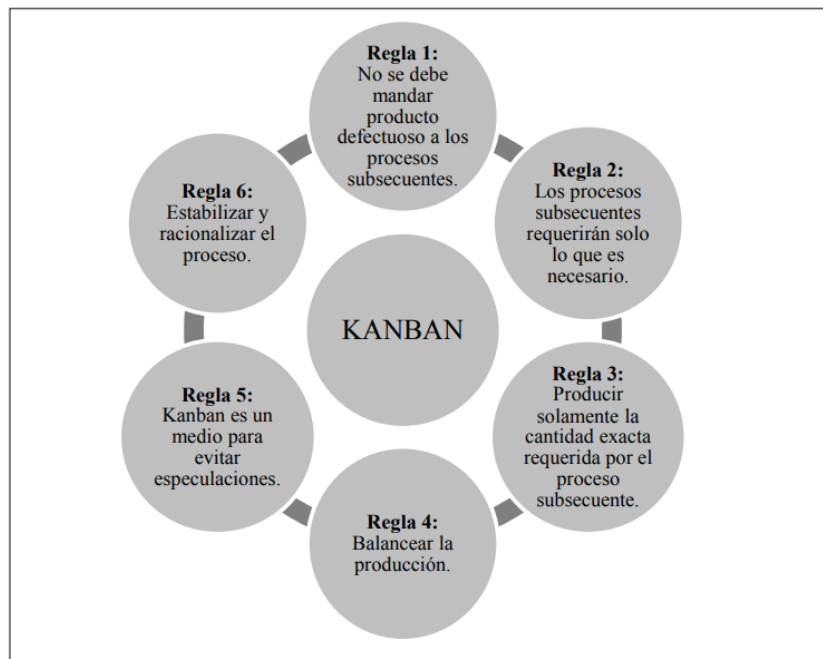 Regla 1:
No se debe
mandar
producto
defectuoso a los
procesos
subsecuentes.
Regla 2:
Los procesos
subsecuentes
requerirán solo
lo que es
necesario.
Regla 3:
Producir
solamente la
cantidad exacta
requerida por el
proceso
subsecuente.
Regla 4:
Balancear la
producción.
Regla 5:
Kanban es un
medio para
evitar
especulaciones.
Regla 6:
Estabilizar y
racionalizar el
proceso.
KANBAN